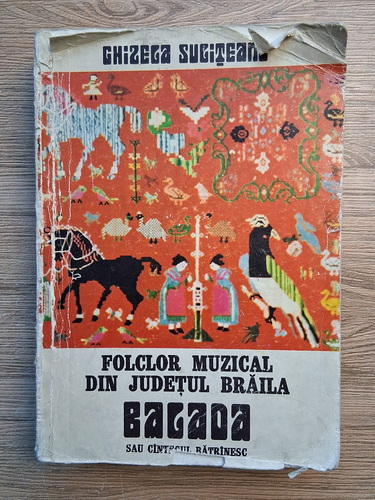 GHIZELA SULIȚEANU
FOLCLOR MUZICAL
DIN JUDEȚUL BRĂILA
BALADA
SAU CÎNTECUL BĂTRÎNESC